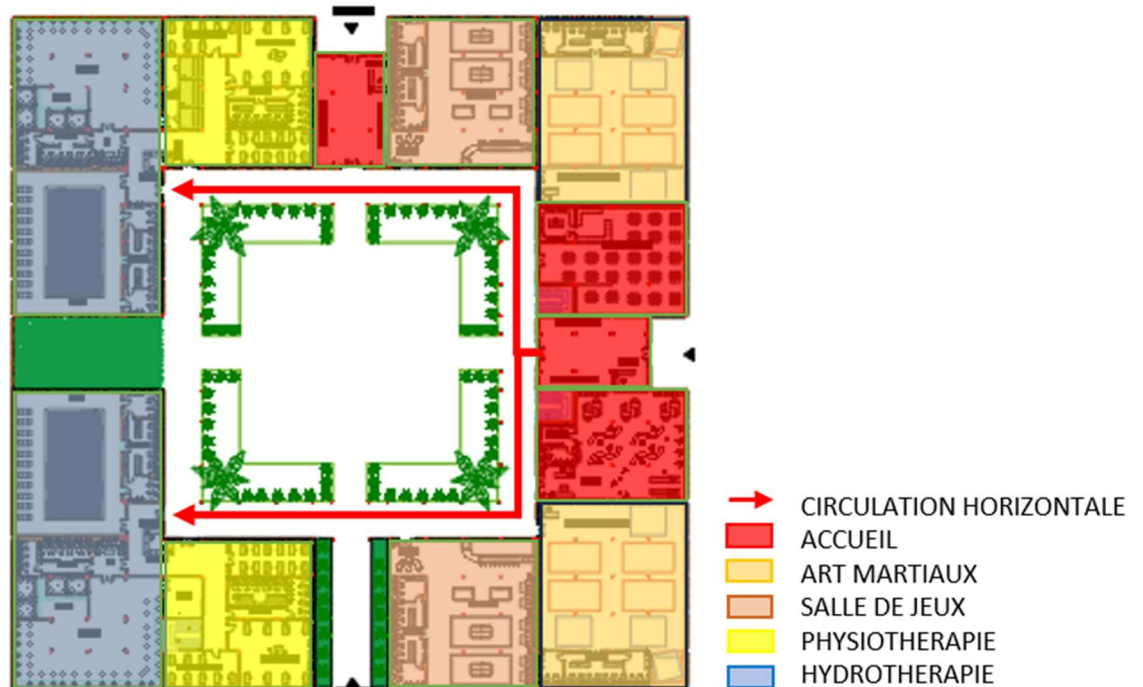 CIRCULATION HORIZONTALE
ACCUEIL
ART MARTIAUX
SALLE DE JEUX
PHYSIOTHERAPIE
HYDROTHERAPIE